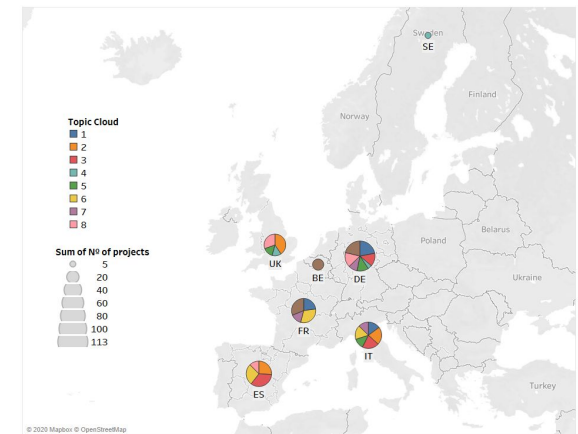 Sweden
SE
Finland
Norway
Topic Cloud
1
2
3
4
5
6
7
8
Sum of Nº of projects
5
20
40
60
80
100
113
UK
BE
DE
Poland
Belarus
Ukraine
FR
IT
ES
Turkey
© 2020 Mapbox © OpenStreetMap